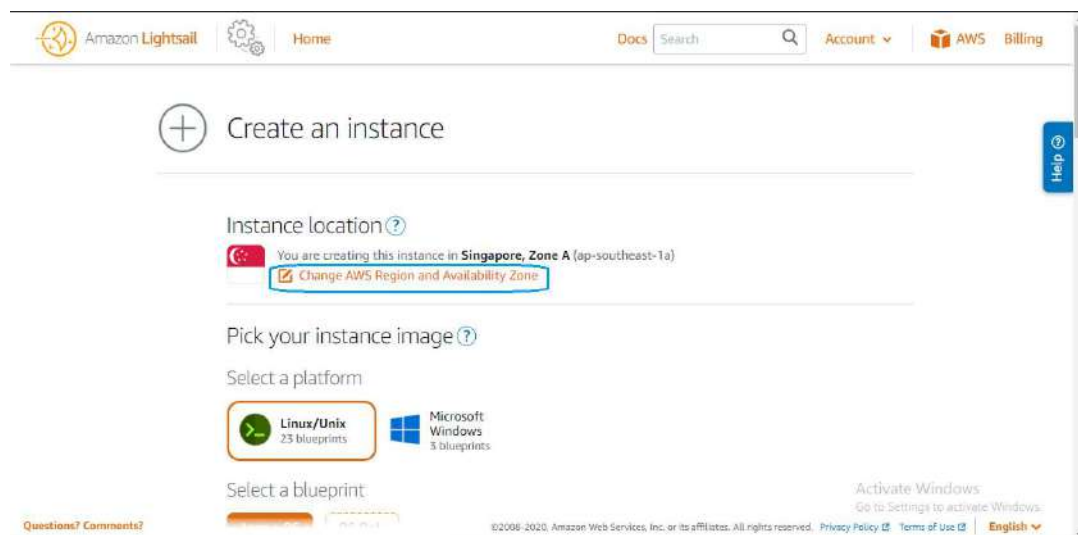 Amazon Lightsail Home Docs Search Account AWS Billing
Create an instance
Help ?
Instance location ?
You are creating this instance in Singapore, Zone A (ap-southeast-1a)
Change AWS Region and Availability Zone
Pick your instance image ?
Select a platform
Linux/Unix
23 blueprints
Microsoft
Windows
3 blueprints
Select a blueprint
Activate Windows
Go to Settings to activate Windows.
Questions? Comments?
©2008-2020, Amazon Web Services, Inc. or its affiliates. All rights reserved. Privacy Policy Terms of Use English